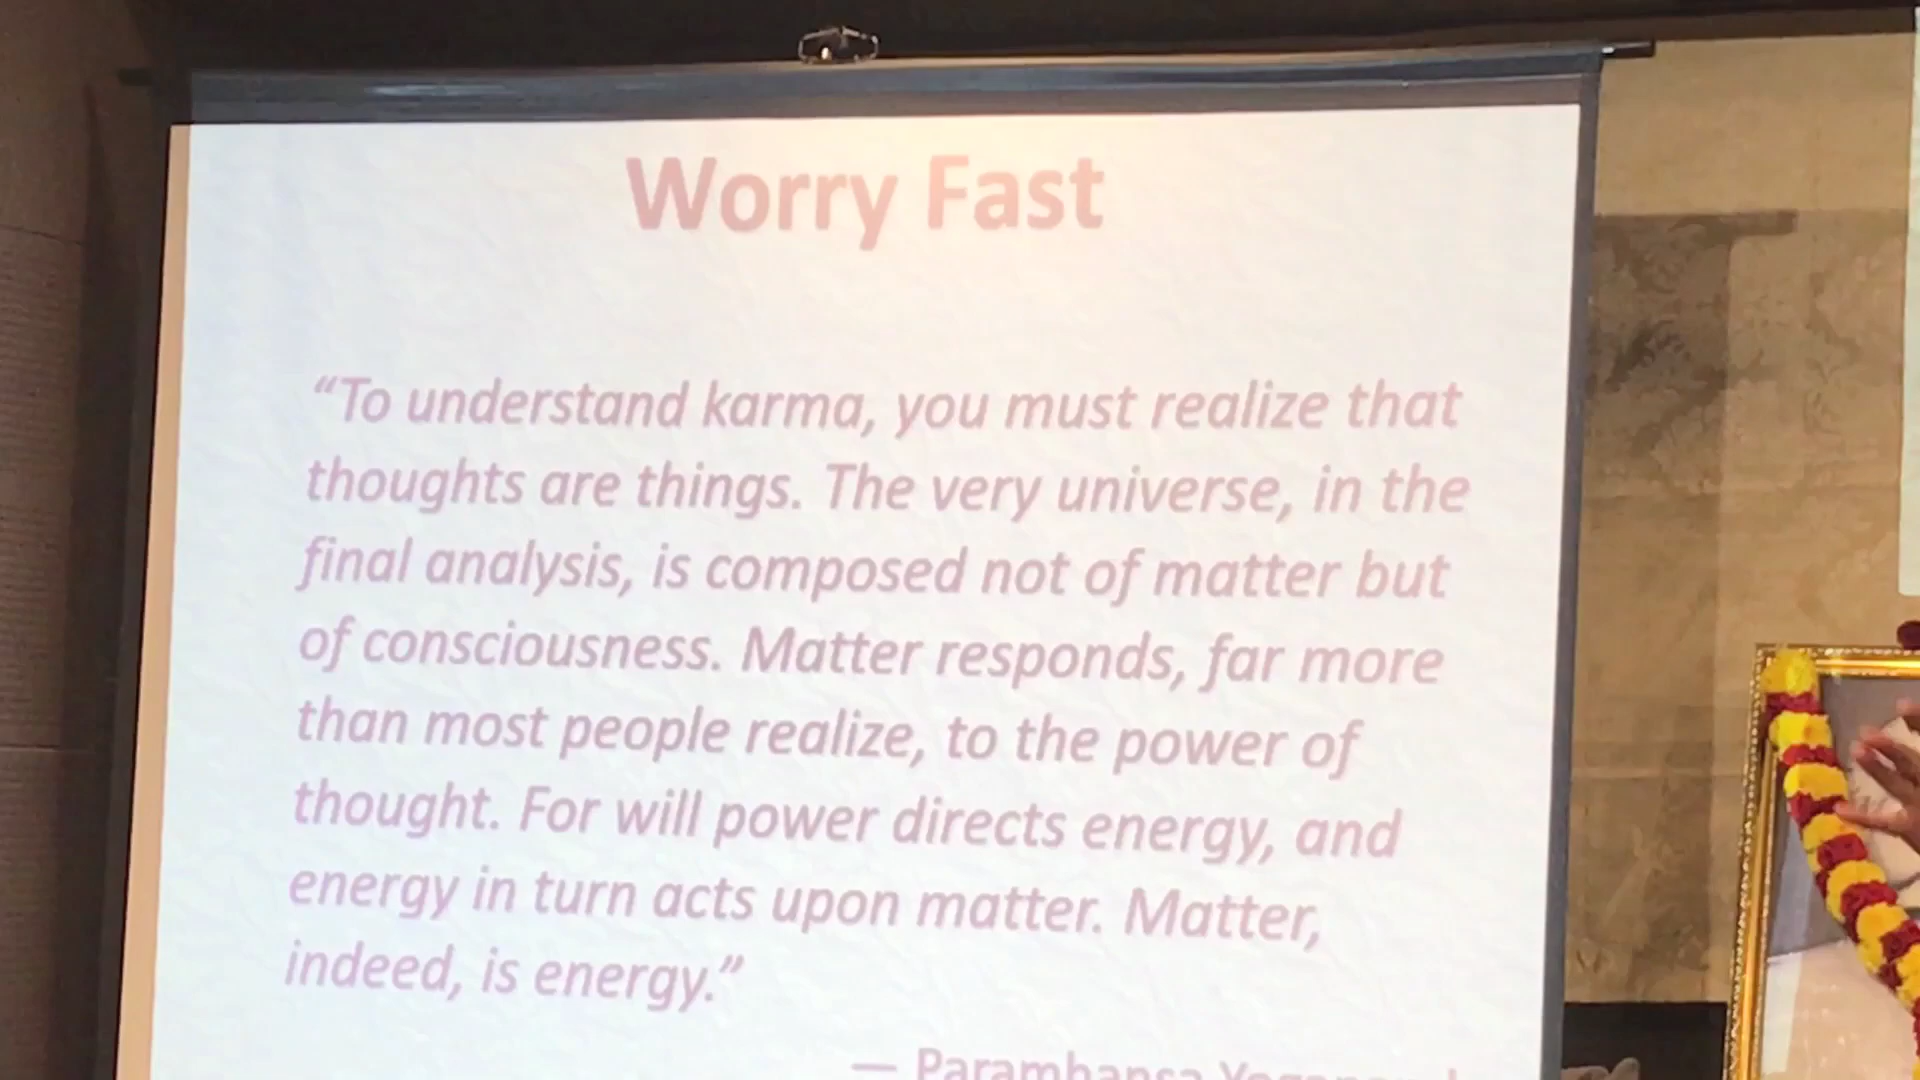 Worry Fast
“To understand karma, you must realize that
thoughts are things. The very universe, in the
final analysis, is composed not of matter but
of consciousness. Matter responds, far more
than most people realize, to the power of
thought. For will power directs energy, and
energy in turn acts upon matter. Matter,
indeed, is energy.”
— Paramhansa